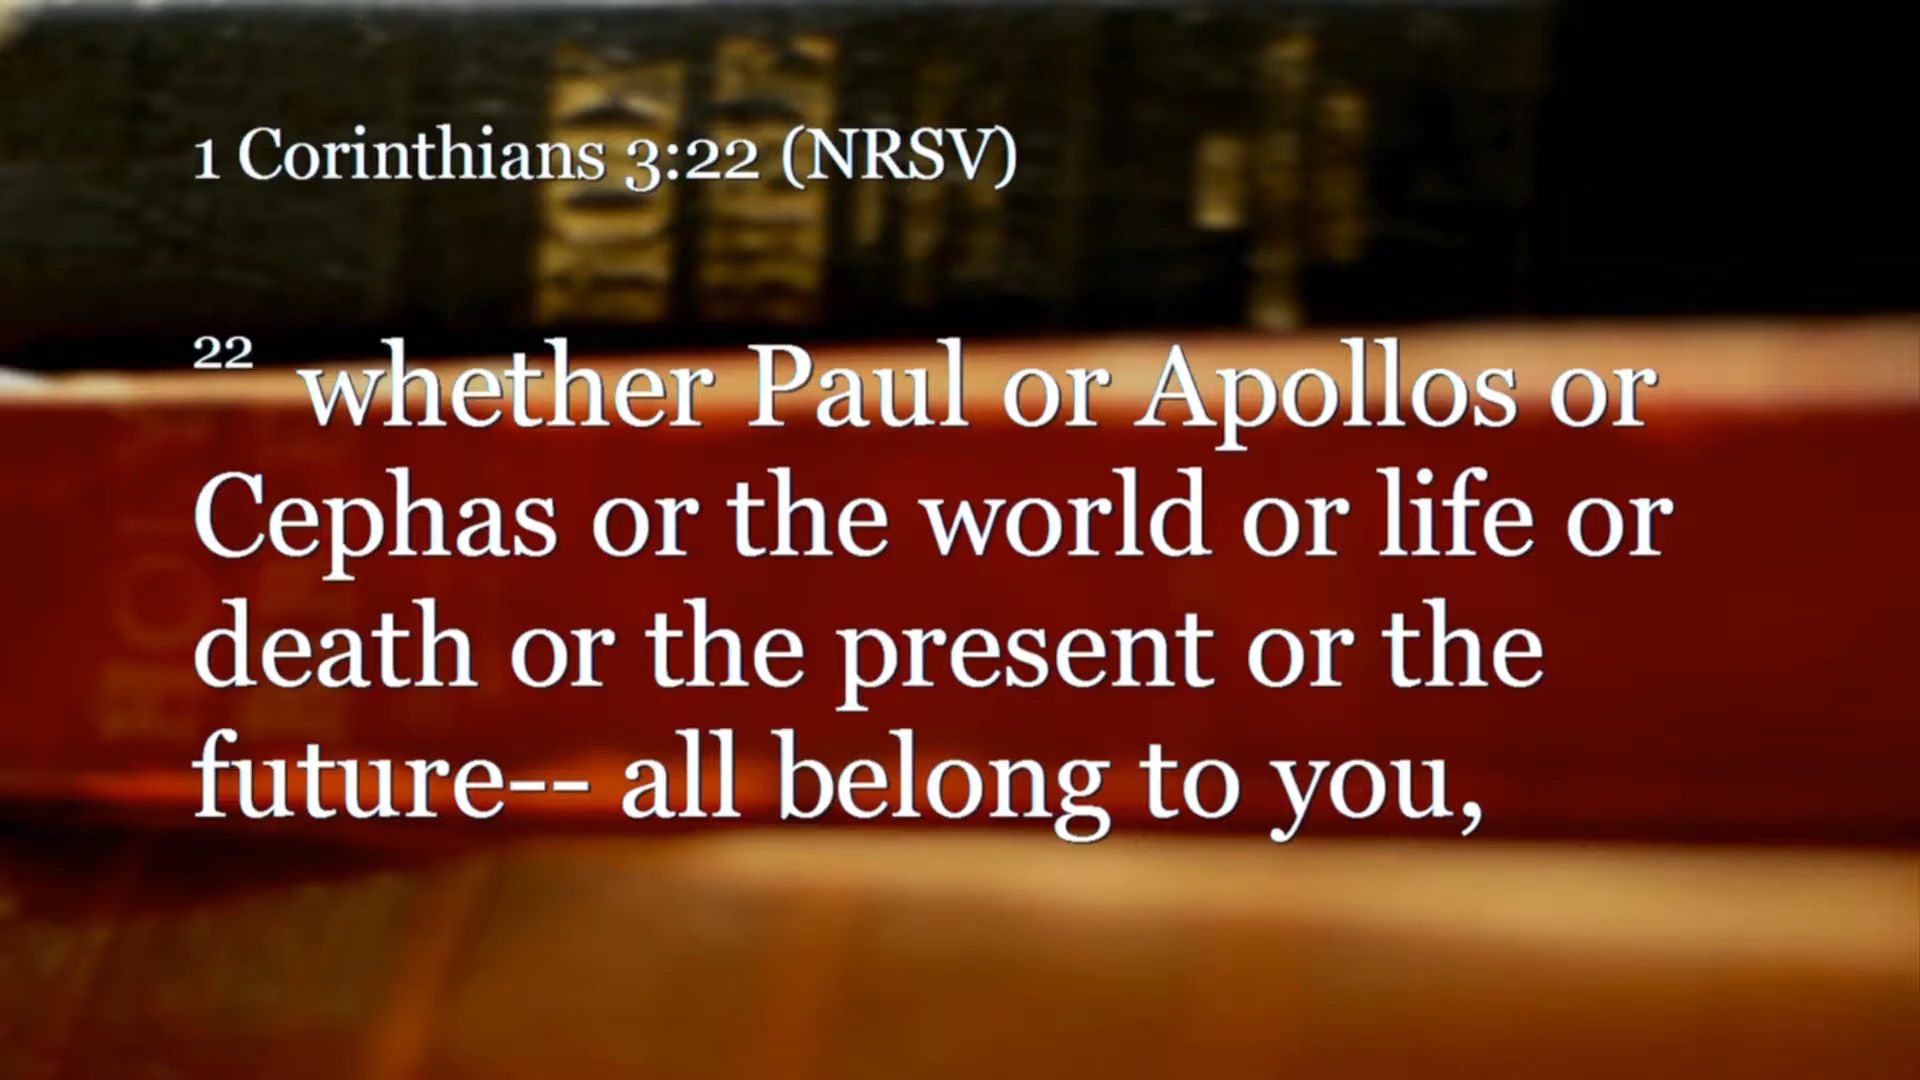 1 Corinthians 3:22 (NRSV)
22 whether Paul or Apollos or
Cephas or the world or life or
death or the present or the
future-- all belong to you,
HOLY